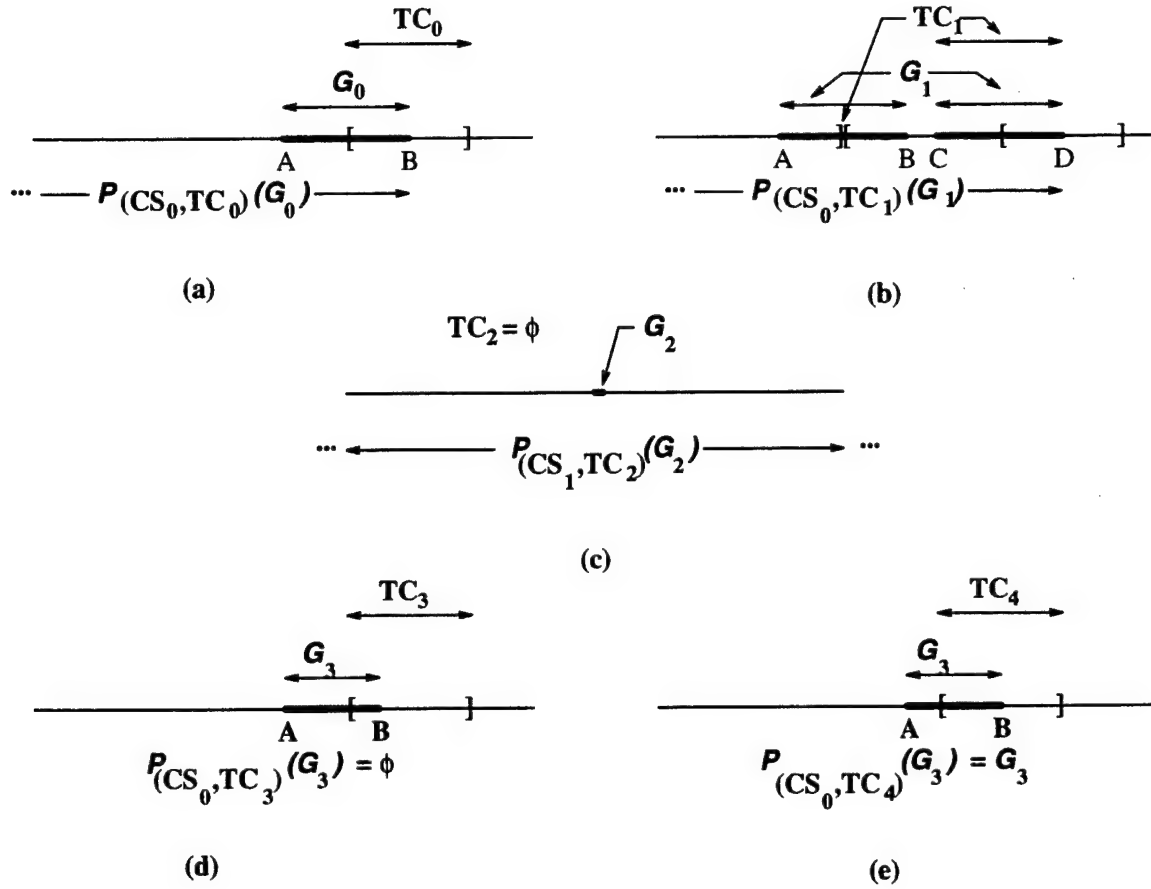 TC₀
G₀
[ ]
A B
... P(CS₀,TC₀)(G₀)
(a)
TC₁
G₁
][ [ ]
A B C D
... P(CS₀,TC₁)(G₁)
(b)
TC₂ = ϕ G₂
... P(CS₁,TC₂)(G₂) ...
(c)
TC₃
G₃
[ ]
A B
P(CS₀,TC₃)(G₃) = ϕ
(d)
TC₄
G₃
[ ]
A B
P(CS₀,TC₄)(G₃) = G₃
(e)